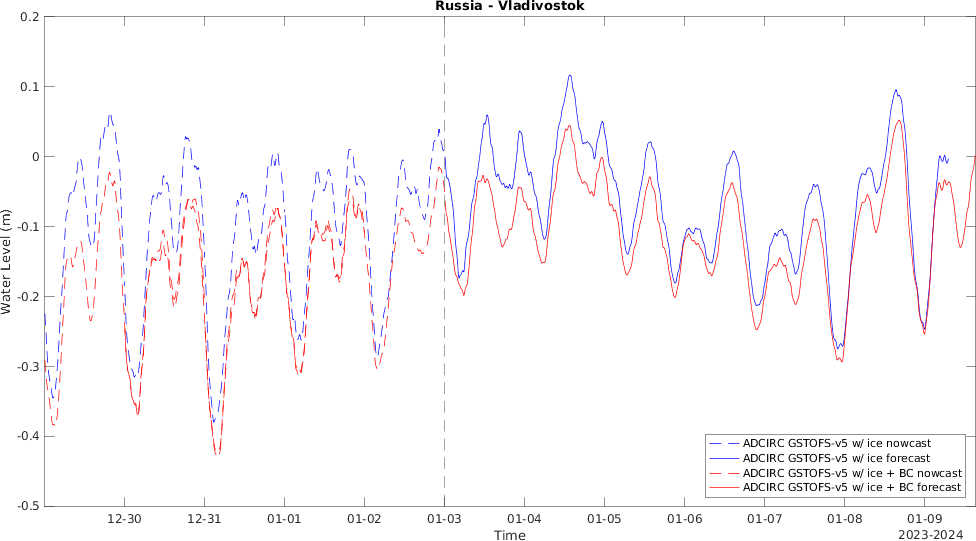 Russia - Vladivostok
Water Level (m)
0.2
0.1
0
-0.1
-0.2
-0.3
-0.4
-0.5
12-30
12-31
01-01
01-02
01-03
01-04
01-05
01-06
01-07
01-08
01-09
Time
2023-2024
ADCIRC GSTOFS-v5 w/ ice nowcast
ADCIRC GSTOFS-v5 w/ ice forecast
ADCIRC GSTOFS-v5 w/ ice + BC nowcast
ADCIRC GSTOFS-v5 w/ ice + BC forecast